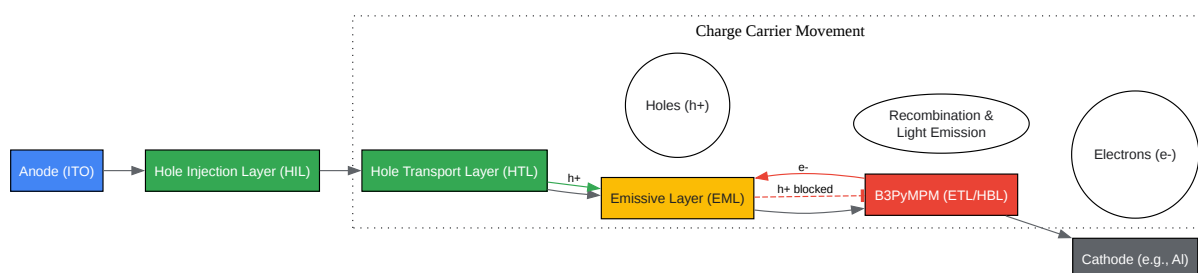 Charge Carrier Movement
Holes (h+)
Recombination &
Light Emission
Electrons (e-)
Anode (ITO)
Hole Injection Layer (HIL)
Hole Transport Layer (HTL)
h+
Emissive Layer (EML)
e-
h+ blocked
B3PyMPM (ETL/HBL)
Cathode (e.g., Al)